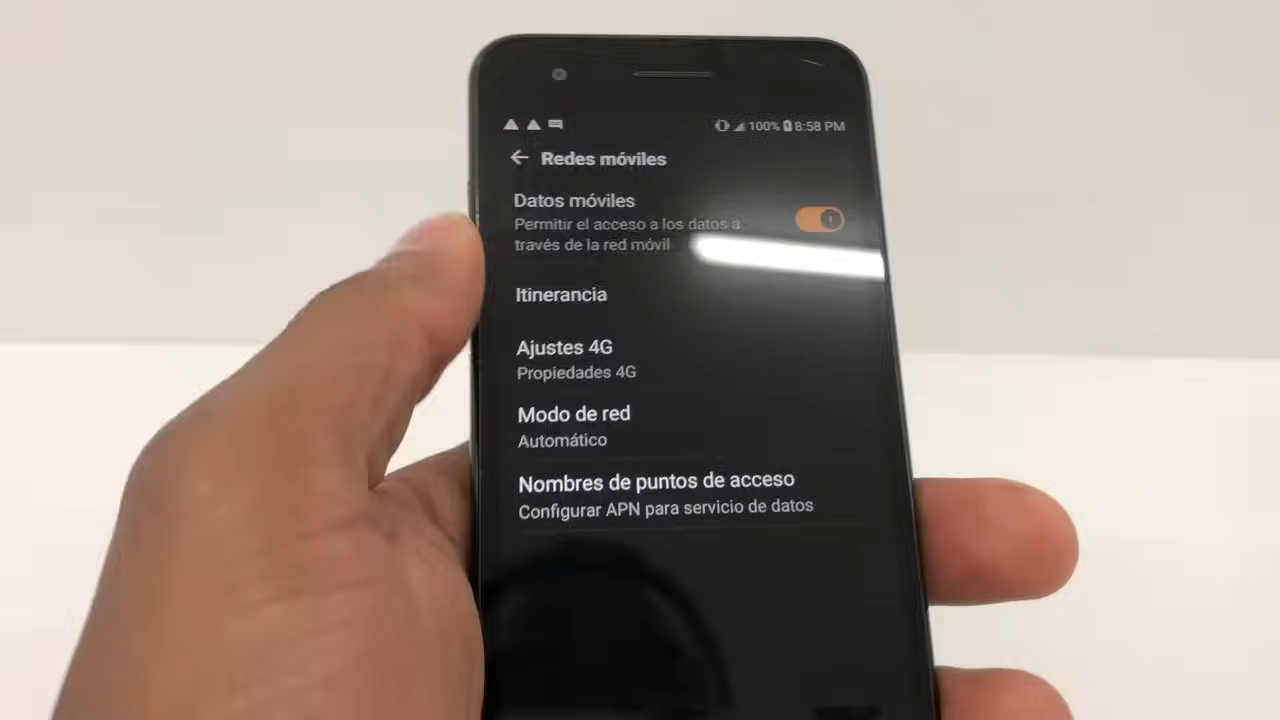 100% 8:58 PM
Redes móviles
Datos móviles
Permitir el acceso a los datos a
través de la red móvil
Itinerancia
Ajustes 4G
Propiedades 4G
Modo de red
Automático
Nombres de puntos de acceso
Configurar APN para servicio de datos